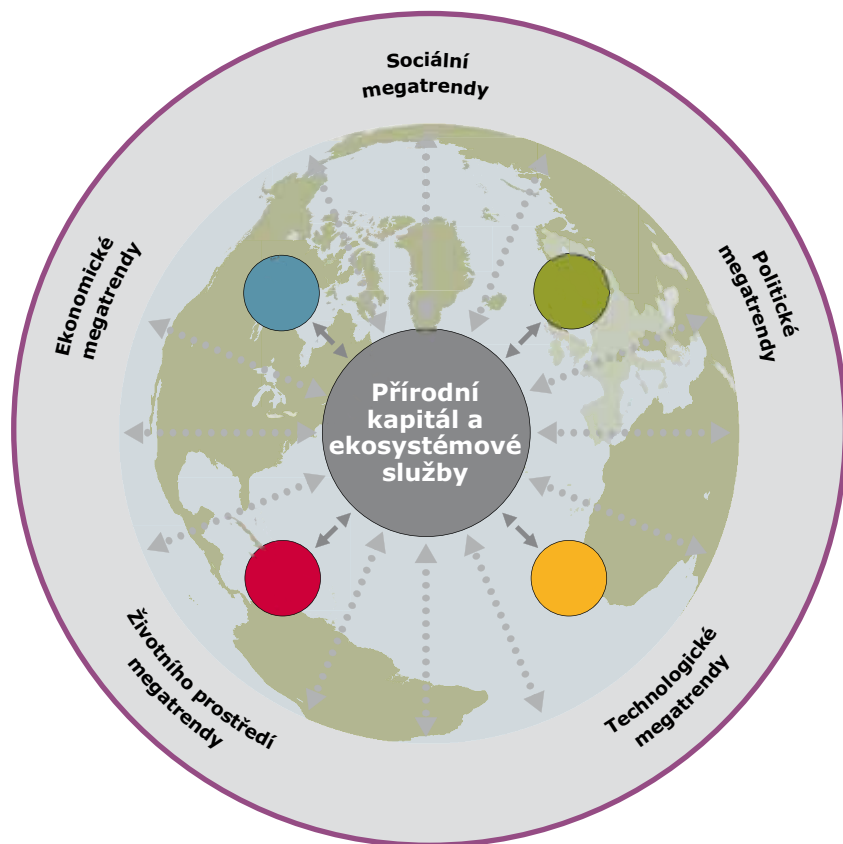 Sociální
megatrendy
Ekonomické
megatrendy
Politické
megatrendy
Přírodní
kapitál a
ekosystémové
služby
Životního prostředí
megatrendy
Technologické
megatrendy